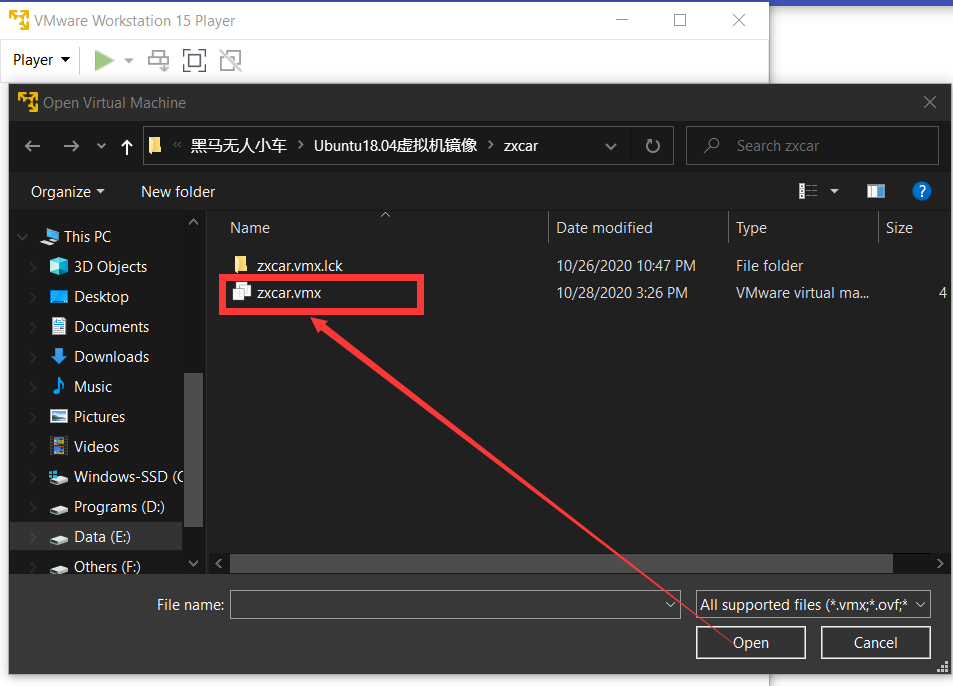 VMware Workstation 15 Player
Player
Open Virtual Machine
« 黑马无人小车 > Ubuntu18.04虚拟机镜像 > zxcar
Search zxcar
Organize New folder
?
Name Date modified Type Size
zxcar.vmx.lck 10/26/2020 10:47 PM File folder
zxcar.vmx 10/28/2020 3:26 PM VMware virtual ma... 4
This PC
3D Objects
Desktop
Documents
Downloads
Music
Pictures
Videos
Windows-SSD (C
Programs (D:)
Data (E:)
Others (F:)
File name:
All supported files (*.vmx;*.ovf;*
Open Cancel